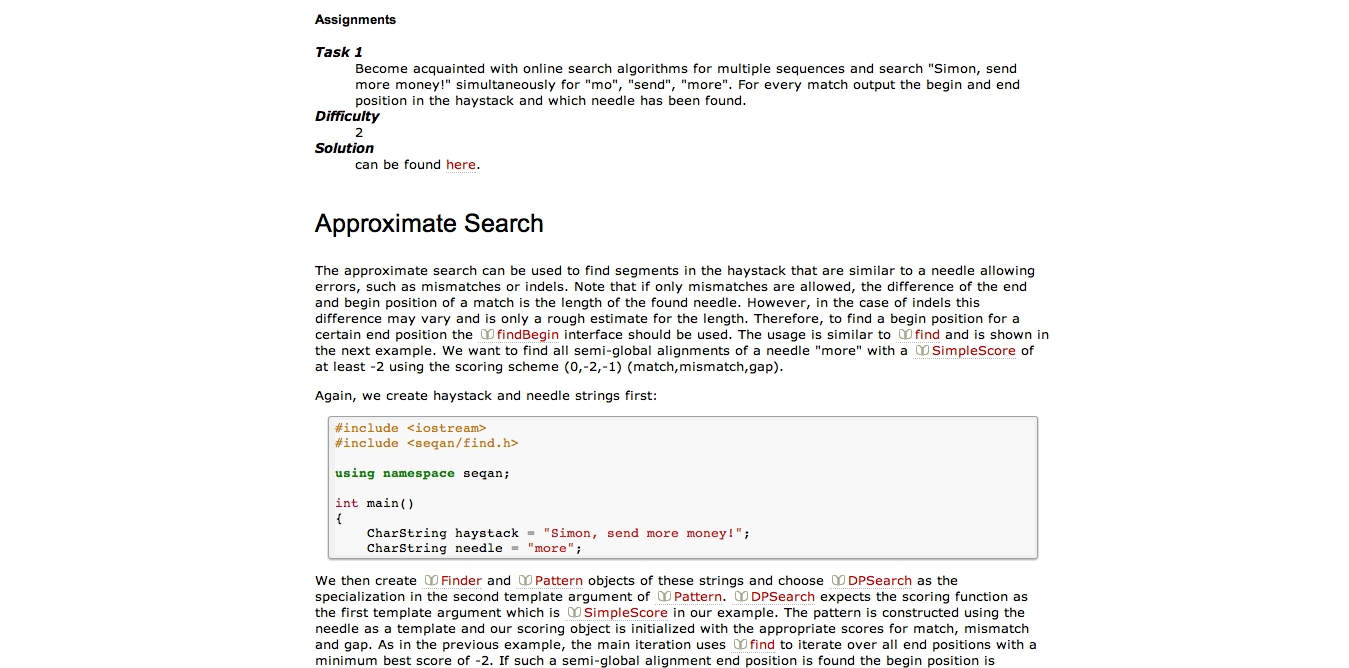 Assignments
Task 1
Become acquainted with online search algorithms for multiple sequences and search "Simon, send
more money!" simultaneously for "mo", "send", "more". For every match output the begin and end
position in the haystack and which needle has been found.
Difficulty
2
Solution
can be found here.
Approximate Search
The approximate search can be used to find segments in the haystack that are similar to a needle allowing
errors, such as mismatches or indels. Note that if only mismatches are allowed, the difference of the end
and begin position of a match is the length of the found needle. However, in the case of indels this
difference may vary and is only a rough estimate for the length. Therefore, to find a begin position for a
certain end position the findBegin interface should be used. The usage is similar to find and is shown in
the next example. We want to find all semi-global alignments of a needle "more" with a SimpleScore of
at least -2 using the scoring scheme (0,-2,-1) (match,mismatch,gap).
Again, we create haystack and needle strings first:
#include <iostream>
#include <seqan/find.h>
using namespace seqan;
int main()
{
CharString haystack = "Simon, send more money!";
CharString needle = "more";
We then create Finder and Pattern objects of these strings and choose DPSearch as the
specialization in the second template argument of Pattern. DPSearch expects the scoring function as
the first template argument which is SimpleScore in our example. The pattern is constructed using the
needle as a template and our scoring object is initialized with the appropriate scores for match, mismatch
and gap. As in the previous example, the main iteration uses find to iterate over all end positions with a
minimum best score of -2. If such a semi-global alignment end position is found the begin position is